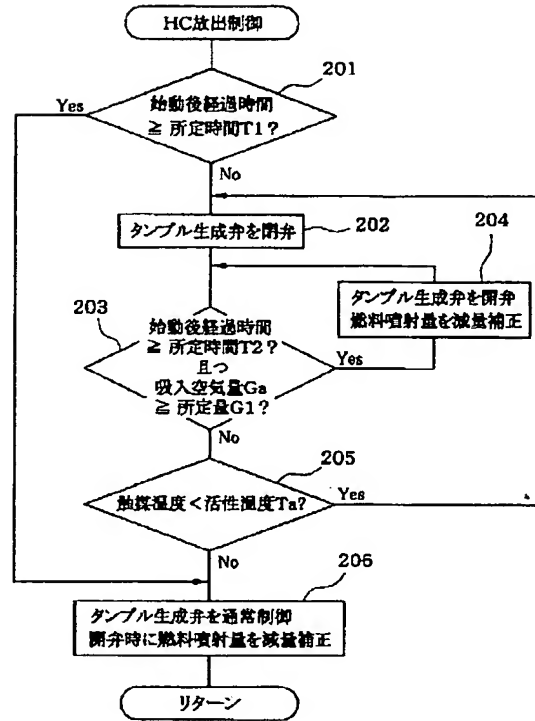 HC放出制御
201
始動後経過時間
≧ 所定時間T1?
Yes
No
タンブル生成弁を閉弁
202
204
タンブル生成弁を開弁
燃料噴射量を減量補正
203
始動後経過時間
≧ 所定時間T2?
且つ
吸入空気量Ga
≧ 所定量G1?
Yes
No
205
触媒温度<活性温度Ta?
Yes
No
206
タンブル生成弁を通常制御
開弁時に燃料噴射量を減量補正
リターン